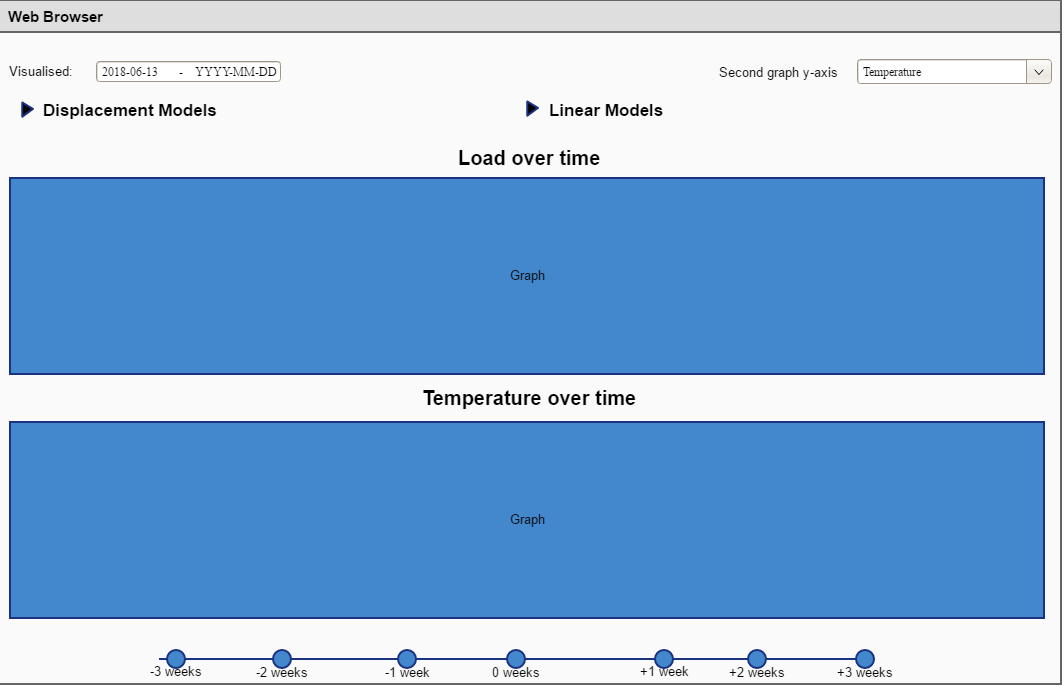 Web Browser
Visualised: 2018-06-13 - YYYY-MM-DD Second graph y-axis Temperature
Displacement Models Linear Models
Load over time
Graph
Temperature over time
Graph
-3 weeks -2 weeks -1 week 0 weeks +1 week +2 weeks +3 weeks